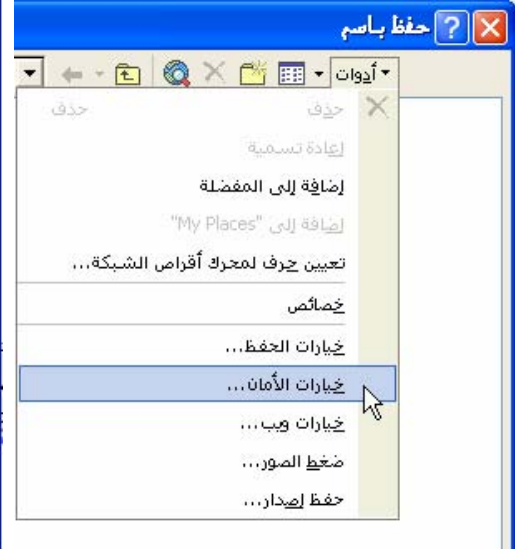 حفظ باسم
أدوات
حذف حذف
إعادة تسمية
إضافة إلى المفضلة
إضافة إلى "My Places"
تعيين حرف لمحرك أقراص الشبكة...
خصائص
خيارات الحفظ...
خيارات الأمان...
خيارات ويب...
ضغط الصور...
حفظ إصدار...